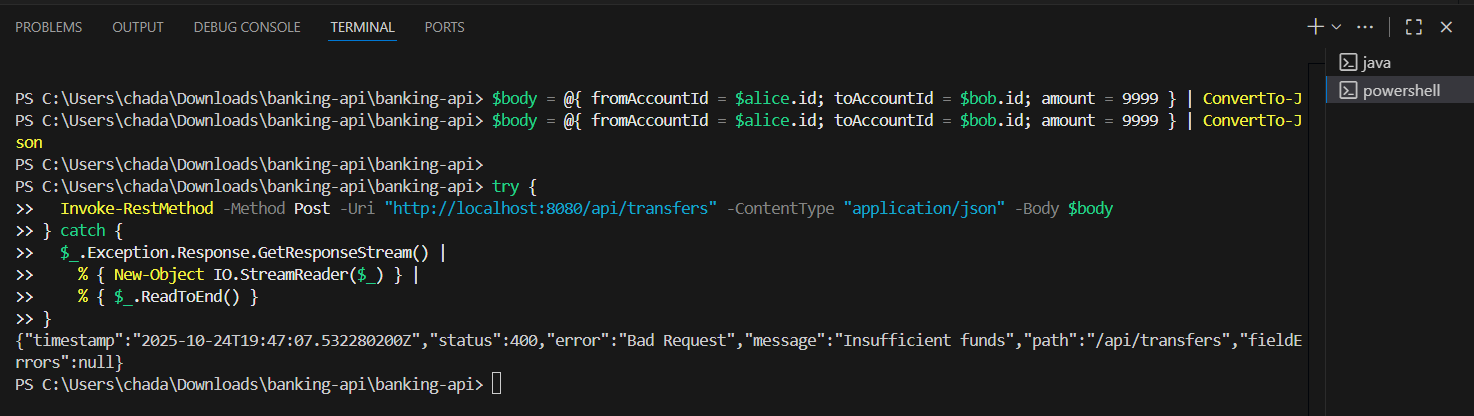 PROBLEMS OUTPUT DEBUG CONSOLE TERMINAL PORTS
java
powershell
PS C:\Users\chada\Downloads\banking-api\banking-api> $body = @{ fromAccountId = $alice.id; toAccountId = $bob.id; amount = 9999 } | ConvertTo-J
PS C:\Users\chada\Downloads\banking-api\banking-api> $body = @{ fromAccountId = $alice.id; toAccountId = $bob.id; amount = 9999 } | ConvertTo-J
son
PS C:\Users\chada\Downloads\banking-api\banking-api>
PS C:\Users\chada\Downloads\banking-api\banking-api> try {
>>   Invoke-RestMethod -Method Post -Uri "http://localhost:8080/api/transfers" -ContentType "application/json" -Body $body
>> } catch {
>>   $_.Exception.Response.GetResponseStream() |
>>     % { New-Object IO.StreamReader($_) } |
>>     % { $_.ReadToEnd() }
>> }
{"timestamp":"2025-10-24T19:47:07.532280200Z","status":400,"error":"Bad Request","message":"Insufficient funds","path":"/api/transfers","fieldE
rrors":null}
PS C:\Users\chada\Downloads\banking-api\banking-api>